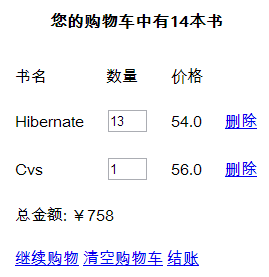 您的购物车中有14本书
书名 数量 价格
Hibernate 13 54.0 删除
Cvs 1 56.0 删除
总金额: ￥758
继续购物 清空购物车 结账